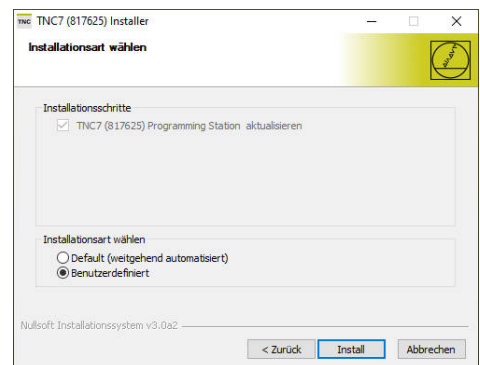 TNC TNC7 (817625) Installer
Installationsart wählen
Installationsschritte
TNC7 (817625) Programming Station aktualisieren
Installationsart wählen
Default (weitgehend automatisiert)
Benutzerdefiniert
Nullsoft Installationssystem v3.0a2
< Zurück Install Abbrechen